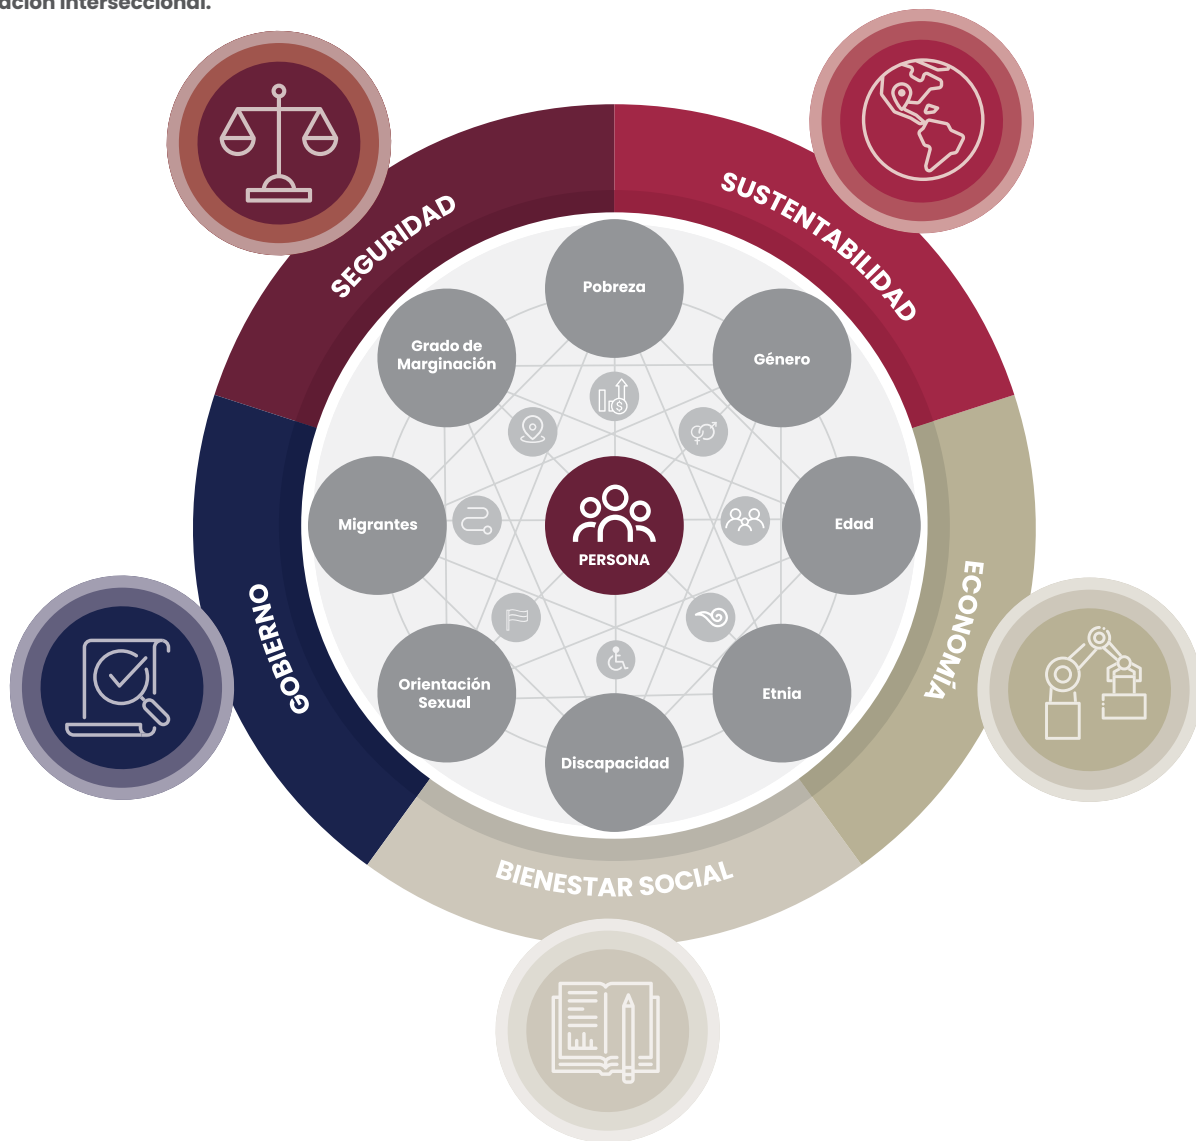 interseccional.
SEGURIDAD
SUSTENTABILIDAD
Pobreza
Grado de
Marginación
Género
Migrantes
PERSONA
Edad
GOBIERNO
ECONOMÍA
Orientación
Sexual
Etnia
Discapacidad
BIENESTAR SOCIAL